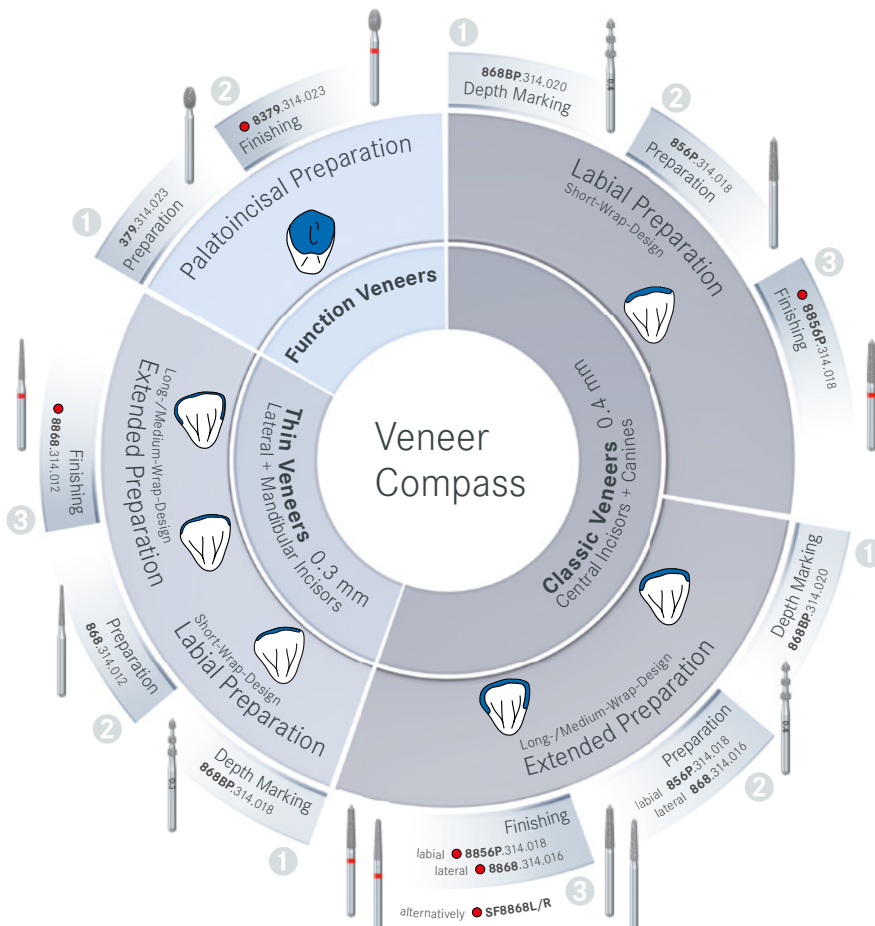 Veneer
Compass
1
868BP.314.020
Depth Marking
0.4
2
856P.314.018
Preparation
3
8856P.314.018
Finishing
Labial Preparation
Short-Wrap-Design
Classic Veneers 0.4 mm
Central Incisors + Canines
1
Depth Marking
868BP.314.020
0.4
2
Preparation
labial 856P.314.018
lateral 868.314.016
3
Finishing
labial 8856P.314.018
lateral 8868.314.016
alternatively SF8868L/R
Long-/Medium-Wrap-Design
Extended Preparation
1
Depth Marking
868BP.314.018
0.3
2
Preparation
868.314.012
3
Finishing
8868.314.012
Short-Wrap-Design
Labial Preparation
Long-/Medium-Wrap-Design
Extended Preparation
Thin Veneers 0.3 mm
Lateral + Mandibular Incisors
1
379.314.023
Preparation
2
8379.314.023
Finishing
Palatoincisal Preparation
Function Veneers